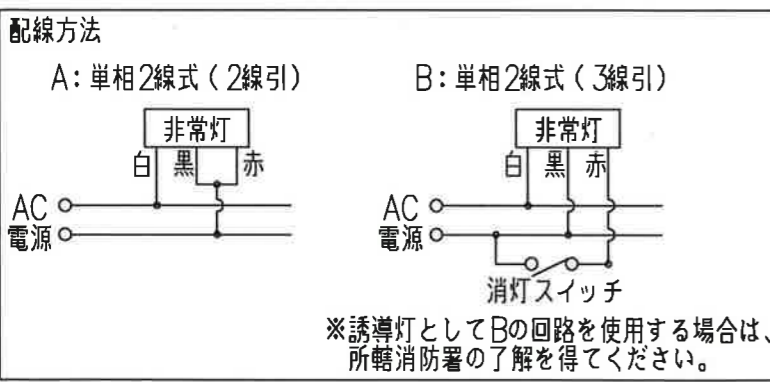 配線方法
A：単相2線式（2線引）
非常灯
白 黒 赤
AC
電源
B：単相2線式（3線引）
非常灯
白 黒 赤
AC
電源
消灯スイッチ
※誘導灯としてBの回路を使用する場合は、
所轄消防署の了解を得てください。